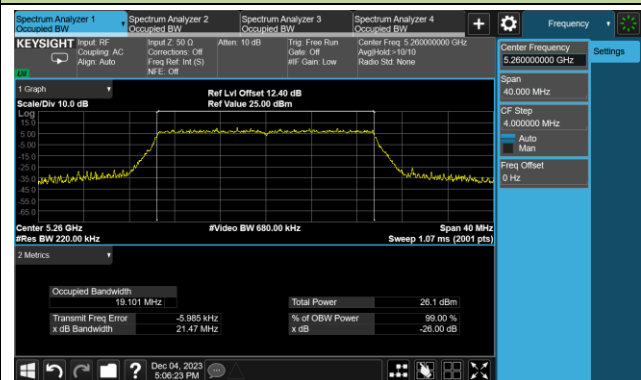 Spectrum Analyzer 1
Occupied BW
Spectrum Analyzer 2
Occupied BW
Spectrum Analyzer 3
Occupied BW
Spectrum Analyzer 4
Occupied BW
+
Frequency
KEYSIGHT
Input: RF
Coupling: AC
Align: Auto
Input Z: 50 Ω
Corrections: Off
Freq Ref: Int (S)
NFE: Off
Atten: 10 dB
Trig: Free Run
Gate: Off
#IF Gain: Low
Center Freq: 5.260000000 GHz
Avg|Hold:>10/10
Radio Std: None
Center Frequency
5.260000000 GHz
Settings
Span
40.000 MHz
CF Step
4.000000 MHz
Auto
Man
Freq Offset
0 Hz
1 Graph
Scale/Div 10.0 dB
Ref Lvl Offset 12.40 dB
Ref Value 25.00 dBm
Log
15.0
5.00
-5.00
-15.0
-25.0
-35.0
-45.0
-55.0
-65.0
Center 5.26 GHz
#Video BW 680.00 kHz
Span 40 MHz
#Res BW 220.00 kHz
Sweep 1.07 ms (2001 pts)
2 Metrics
Occupied Bandwidth
19.101 MHz
Total Power
26.1 dBm
Transmit Freq Error
-5.985 kHz
% of OBW Power
99.00 %
x dB Bandwidth
21.47 MHz
x dB
-26.00 dB
?
Dec 04, 2023
5:06:23 PM